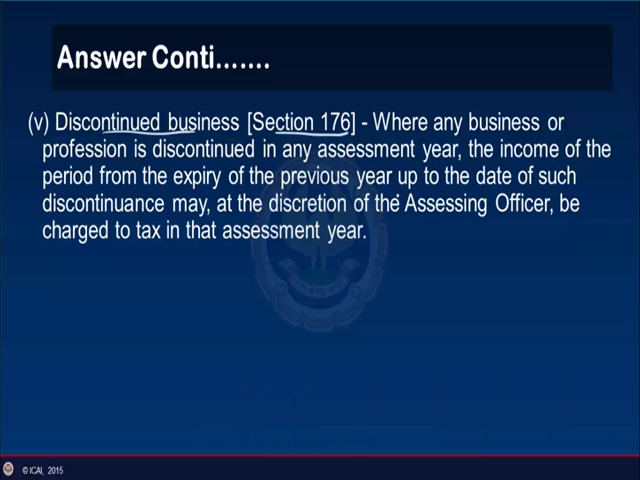 Answer Conti…….
(v) Discontinued business [Section 176] - Where any business or
profession is discontinued in any assessment year, the income of the
period from the expiry of the previous year up to the date of such
discontinuance may, at the discretion of the Assessing Officer, be
charged to tax in that assessment year.
© ICAI, 2015